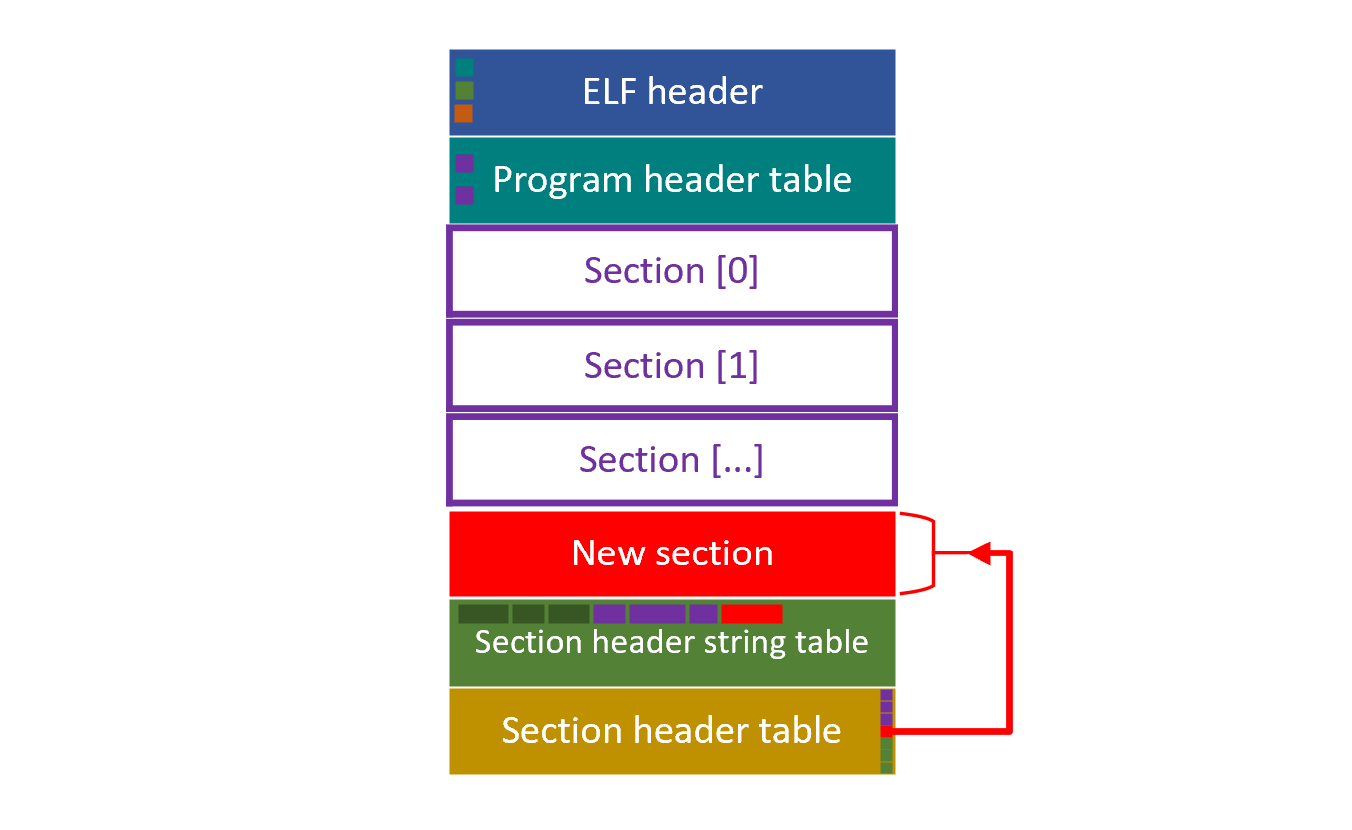 ELF header
Program header table
Section [0]
Section [1]
Section [...]
New section
Section header string table
Section header table